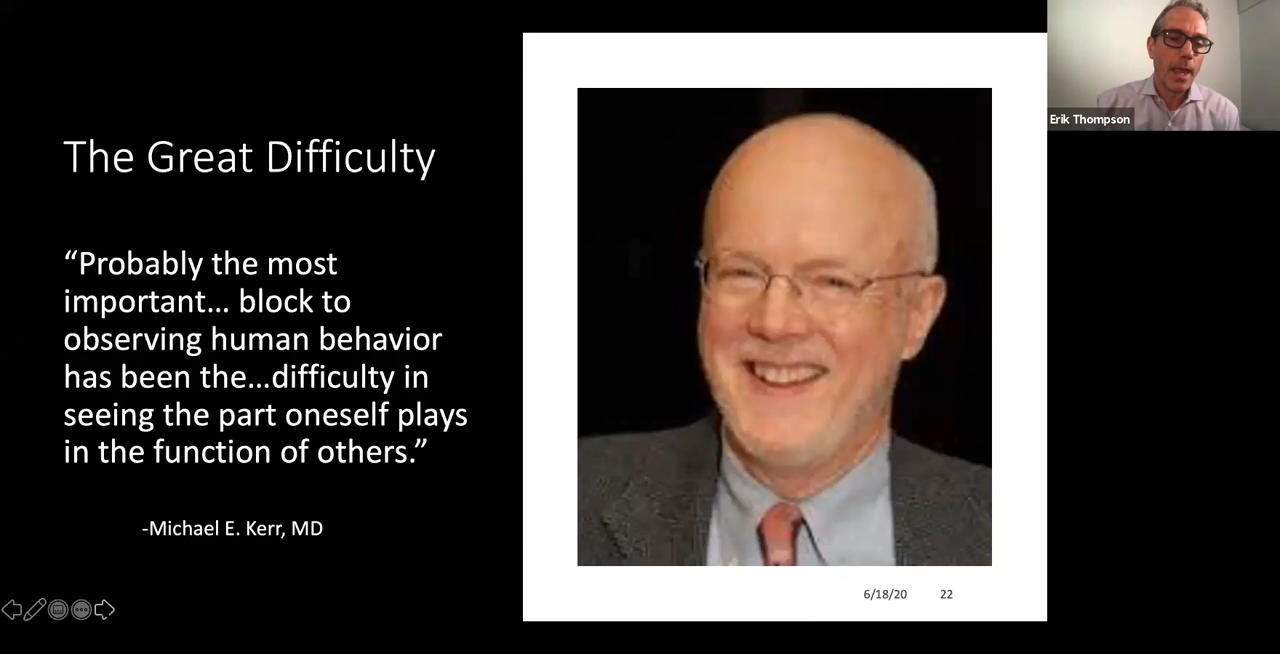 The Great Difficulty
“Probably the most
important... block to
observing human behavior
has been the...difficulty in
seeing the part oneself plays
in the function of others.”
-Michael E. Kerr, MD
6/18/20 22
Erik Thompson